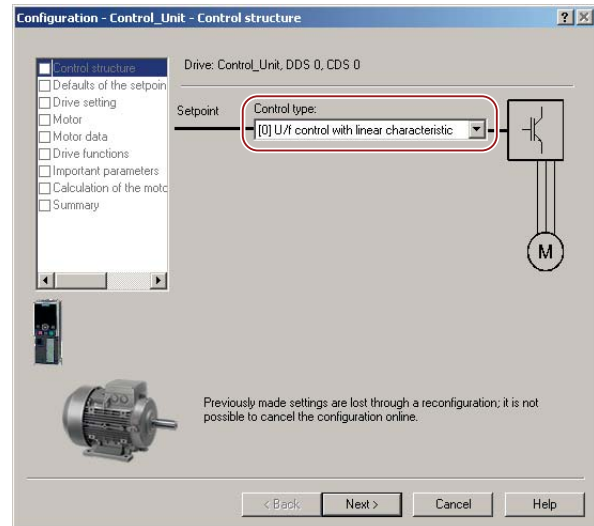 Configuration - Control_Unit - Control structure
Control structure
Defaults of the setpoin
Drive setting
Motor
Motor data
Drive functions
Important parameters
Calculation of the moto
Summary
Drive: Control_Unit, DDS 0, CDS 0
Setpoint
Control type:
[0] U/f control with linear characteristic
M
Previously made settings are lost through a reconfiguration; it is not
possible to cancel the configuration online.
< Back
Next >
Cancel
Help